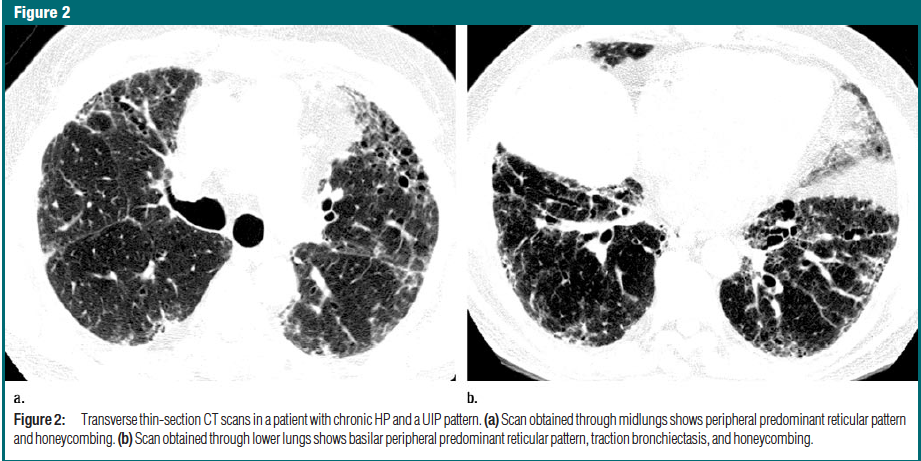 Figure 2
a.
b.
Figure 2: Transverse thin-section CT scans in a patient with chronic HP and a UIP pattern. (a) Scan obtained through midlungs shows peripheral predominant reticular pattern
and honeycombing. (b) Scan obtained through lower lungs shows basilar peripheral predominant reticular pattern, traction bronchiectasis, and honeycombing.